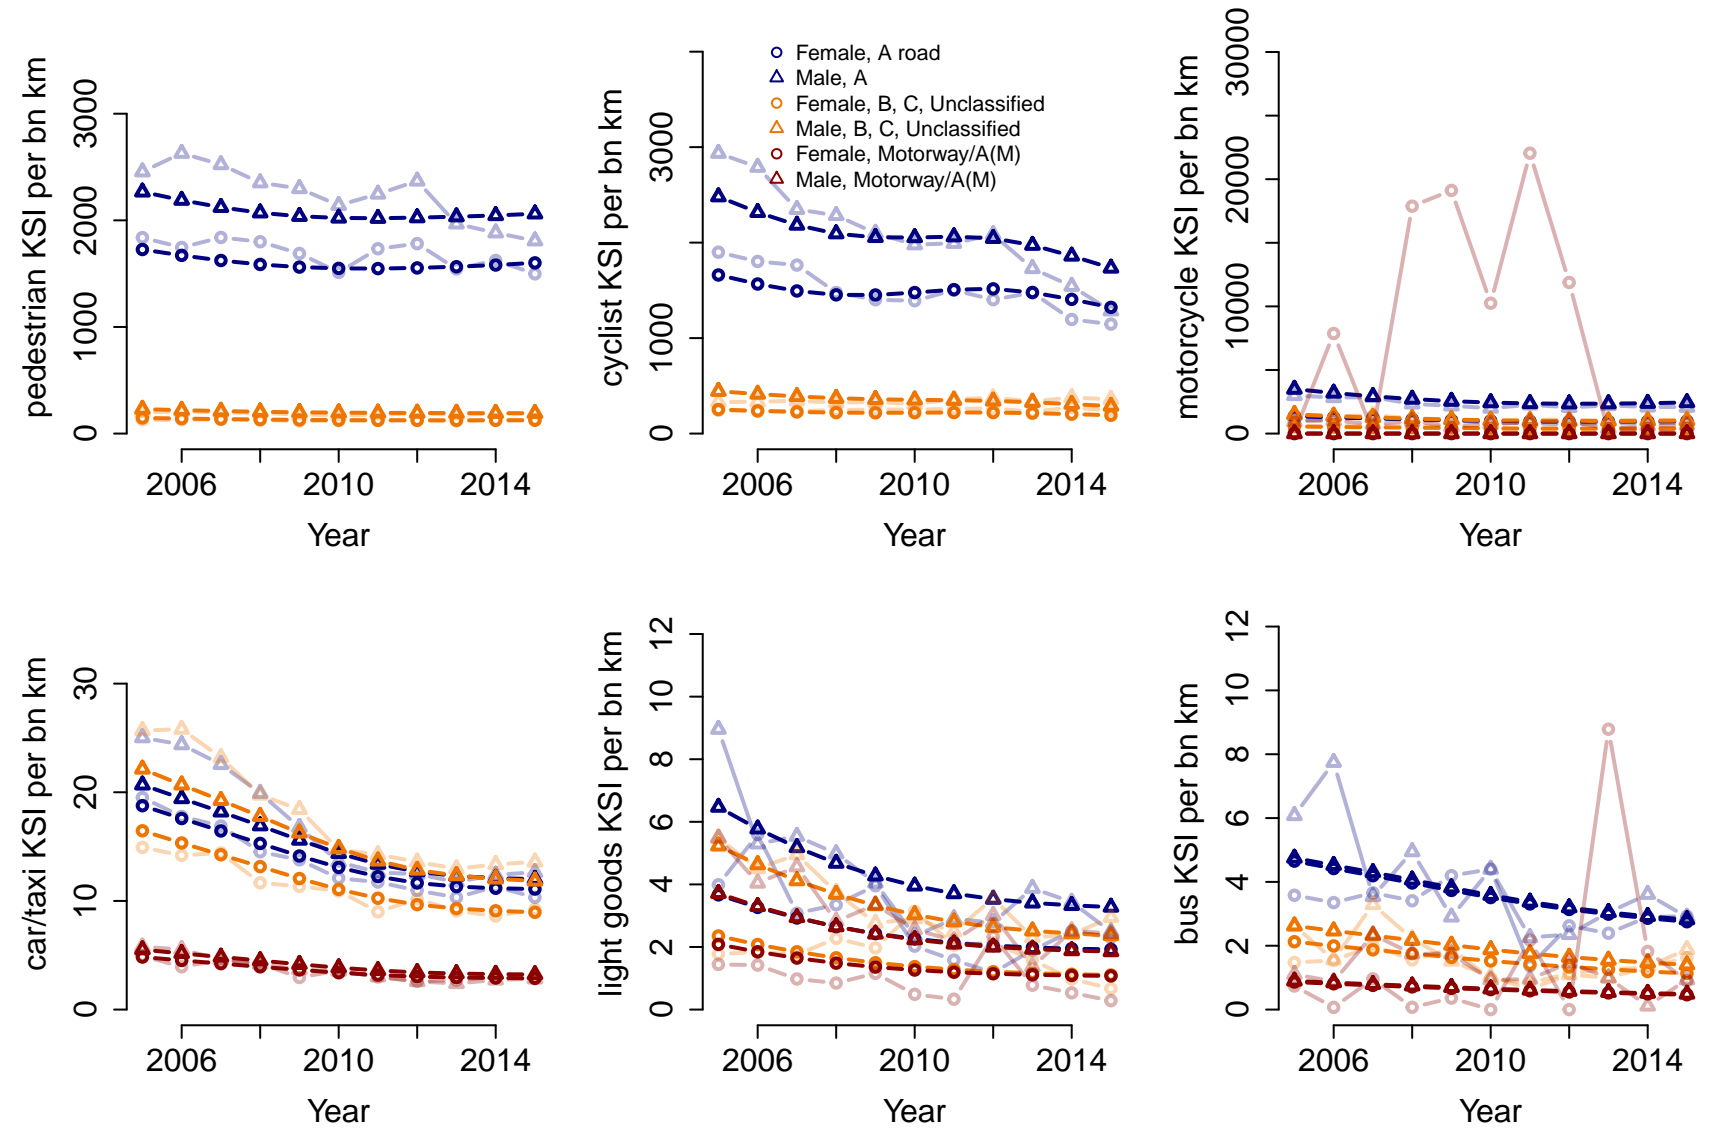 pedestrian KSI per bn km
3000
2000
1000
0
2006
2010
2014
Year
cyclist KSI per bn km
3000
1000
0
2006
2010
2014
Year
Female, A road
Male, A
Female, B, C, Unclassified
Male, B, C, Unclassified
Female, Motorway/A(M)
Male, Motorway/A(M)
motorcycle KSI per bn km
30000
20000
10000
0
2006
2010
2014
Year
car/taxi KSI per bn km
30
20
10
0
2006
2010
2014
Year
light goods KSI per bn km
12
10
8
6
4
2
0
2006
2010
2014
Year
bus KSI per bn km
12
8
6
4
2
0
2006
2010
2014
Year